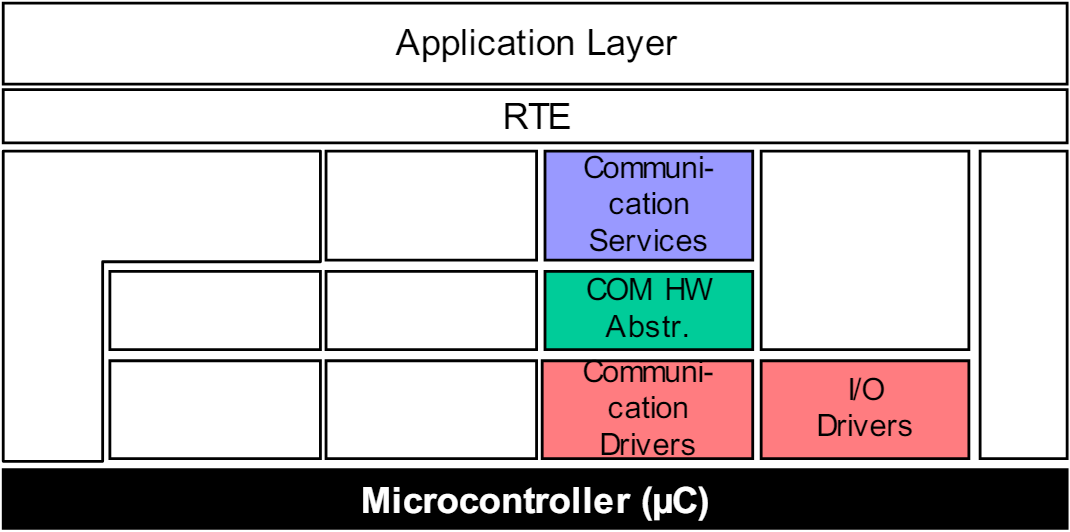 Application Layer
RTE
Communi-
cation
Services
COM HW
Abstr.
Communi-
cation
Drivers
I/O
Drivers
Microcontroller (µC)